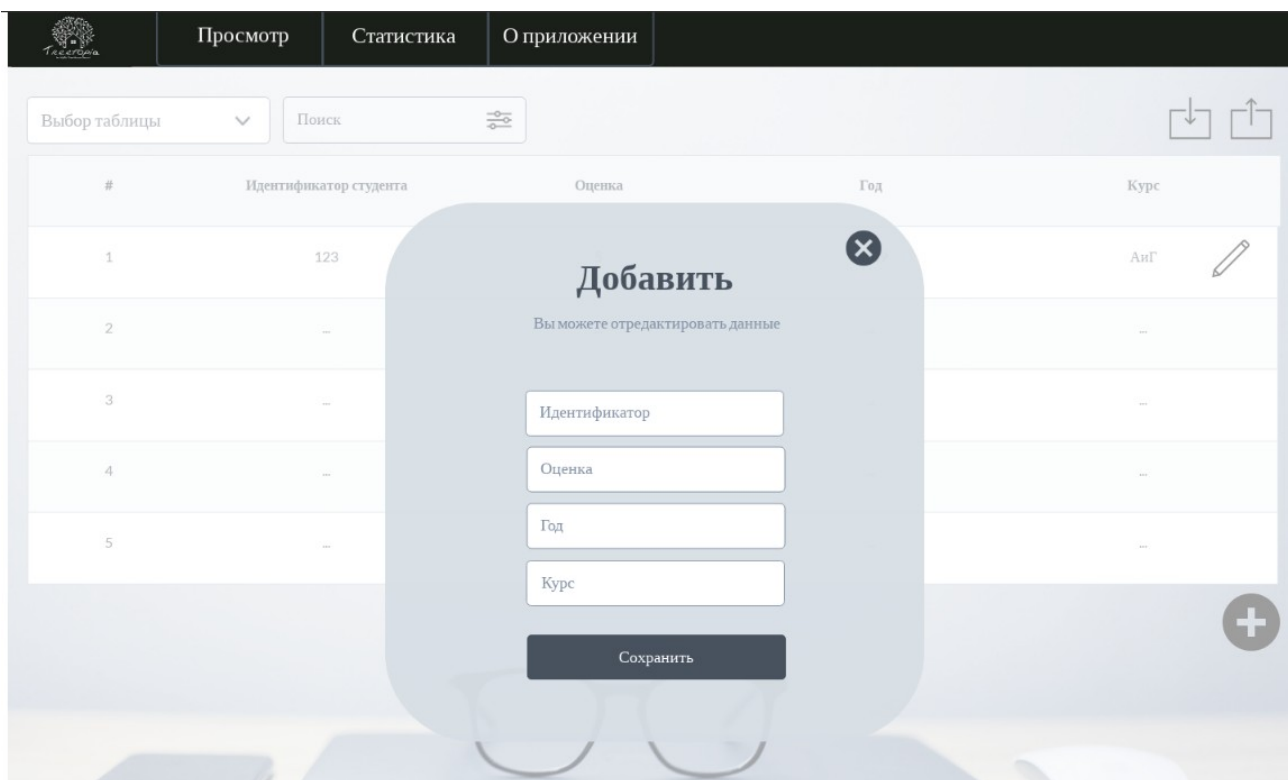 Treetopia
Просмотр
Статистика
О приложении
Выбор таблицы
Поиск
# Идентификатор студента Оценка Год Курс
1 123 АиГ
2 ... ...
3 ... ...
4 ... ...
5 ... ...
Добавить
Вы можете отредактировать данные
Идентификатор
Оценка
Год
Курс
Сохранить